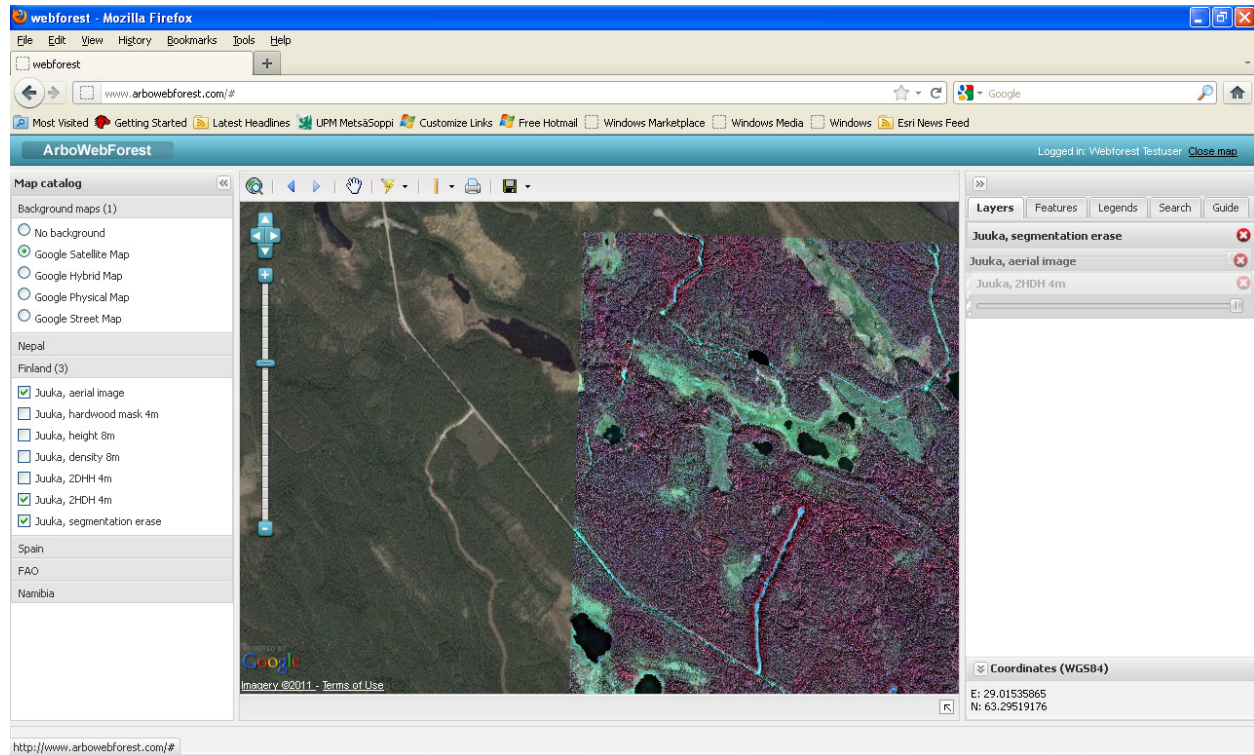 webforest - Mozilla Firefox
File Edit View History Bookmarks Tools Help
webforest
www.arbowebforest.com/#
Google
Most Visited Getting Started Latest Headlines UPM MetsäSoppi Customize Links Free Hotmail Windows Marketplace Windows Media Windows Esri News Feed
ArboWebForest
Logged in: Webforest Testuser Close map
Map catalog
Background maps (1)
No background
Google Satellite Map
Google Hybrid Map
Google Physical Map
Google Street Map
Nepal
Finland (3)
Juuka, aerial image
Juuka, hardwood mask 4m
Juuka, height 8m
Juuka, density 8m
Juuka, 2DHH 4m
Juuka, 2HDH 4m
Juuka, segmentation erase
Spain
FAO
Namibia
POWERED BY
Google
Imagery ©2011 - Terms of Use
Layers Features Legends Search Guide
Juuka, segmentation erase
Juuka, aerial image
Juuka, 2HDH 4m
Coordinates (WGS84)
E: 29.01535865
N: 63.29519176
http://www.arbowebforest.com/#